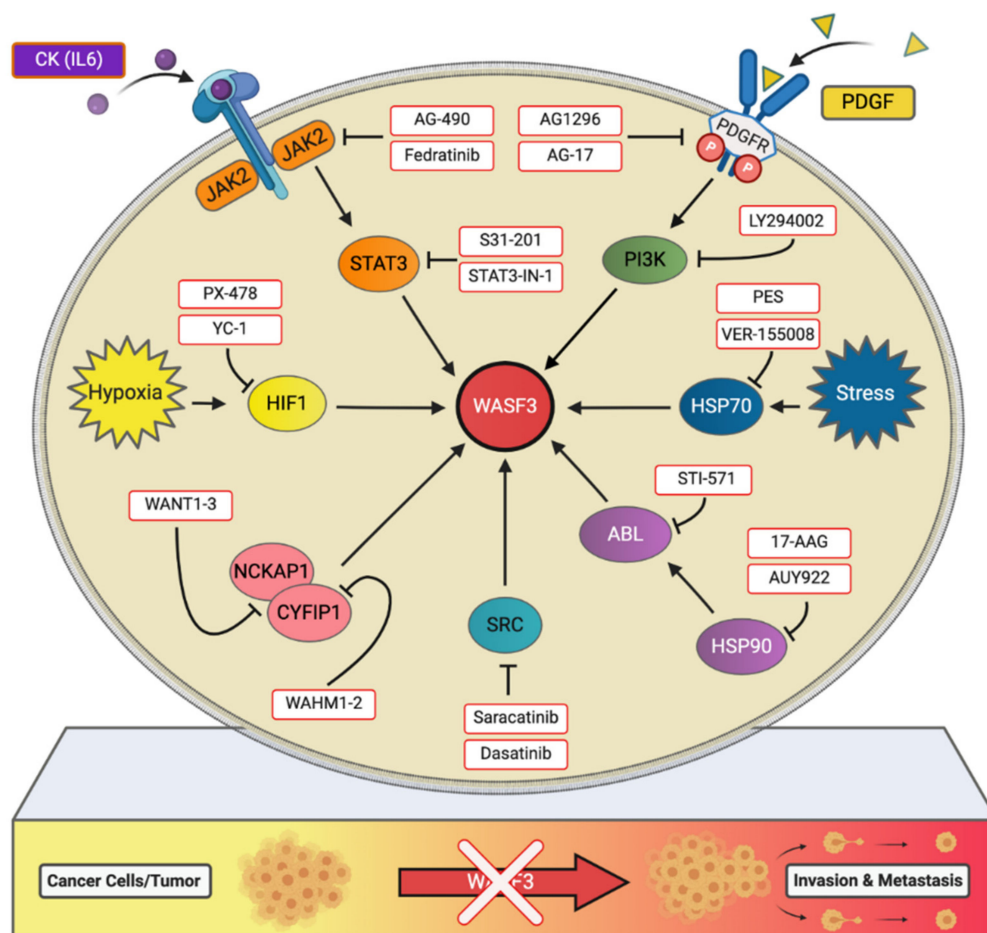 CK (IL6)
PDGF
JAK2
JAK2
AG-490
Fedratinib
AG1296
AG-17
PDGFR
P
P
STAT3
S31-201
STAT3-IN-1
PI3K
LY294002
PX-478
YC-1
PES
VER-155008
Hypoxia
HIF1
WASF3
HSP70
Stress
WANT1-3
STI-571
NCKAP1
CYFIP1
ABL
17-AAG
AUY922
SRC
HSP90
WAHM1-2
Saracatinib
Dasatinib
Cancer Cells/Tumor
WASF3
Invasion & Metastasis